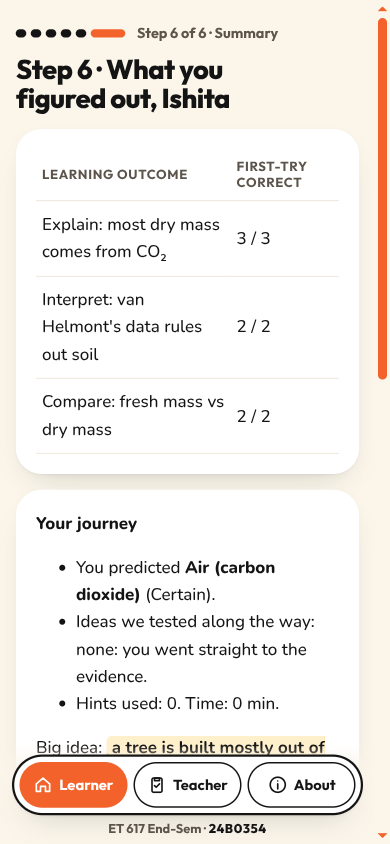 Step 6 of 6 · Summary
Step 6 · What you
figured out, Ishita
LEARNING OUTCOME
FIRST-TRY
CORRECT
Explain: most dry mass
comes from CO₂
3 / 3
Interpret: van
Helmont's data rules
out soil
2 / 2
Compare: fresh mass vs
dry mass
2 / 2
Your journey
• You predicted Air (carbon
dioxide) (Certain).
• Ideas we tested along the way:
none: you went straight to the
evidence.
• Hints used: 0. Time: 0 min.
Big idea: a tree is built mostly out of
Learner
Teacher
About
ET 617 End-Sem · 24B0354